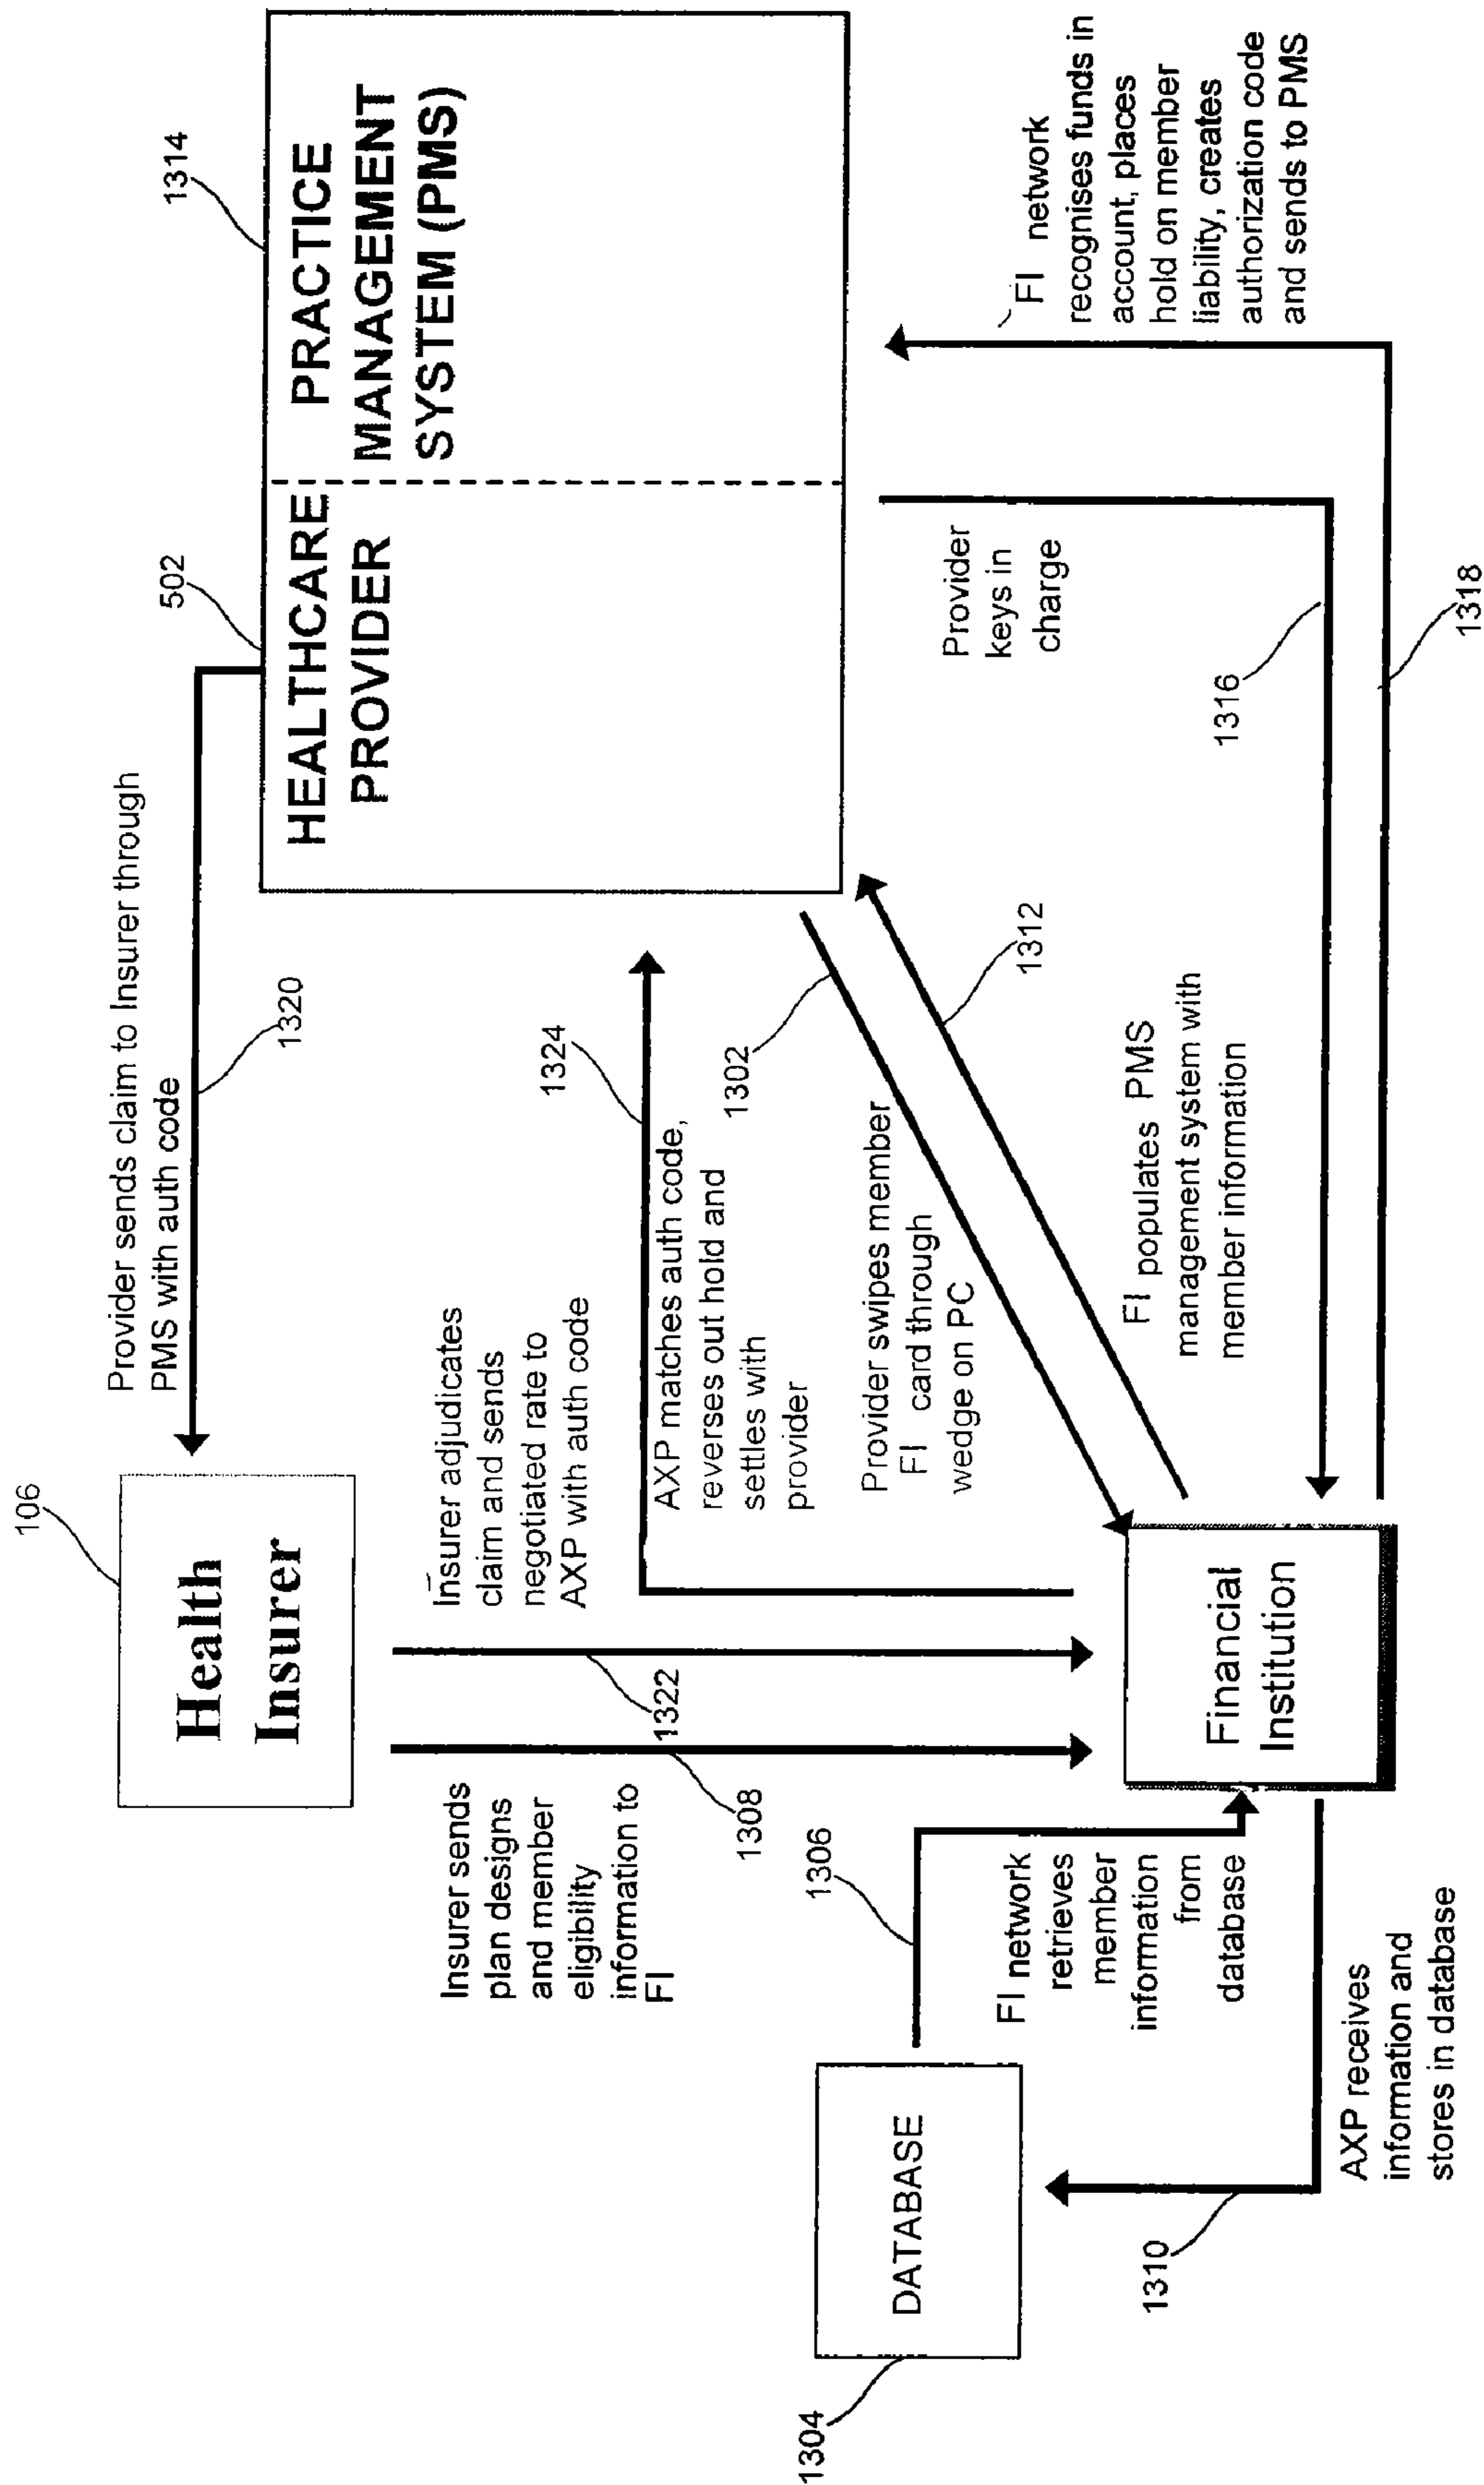 Provider sends claim to Insurer through
PMS with auth code
1320
502
1314
106
Health
Insurer
HEALTHCARE
PROVIDER
PRACTICE
MANAGEMENT
SYSTEM (PMS)
Insurer sends
plan designs
and member
eligibility
information to
FI
1308
1322
Insurer adjudicates
claim and sends
negotiated rate to
AXP with auth code
1324
AXP matches auth code,
reverses out hold and
settles with
provider
1302
Provider swipes member
FI card through
wedge on PC
1312
FI populates PMS
management system with
member information
Provider
keys in
charge
1316
FI network
recognises funds in
account, places
hold on member
liability, creates
authorization code
and sends to PMS
1318
1304
DATABASE
1306
FI network
retrieves
member
information
from
database
Financial
Institution
1310
AXP receives
information and
stores in database